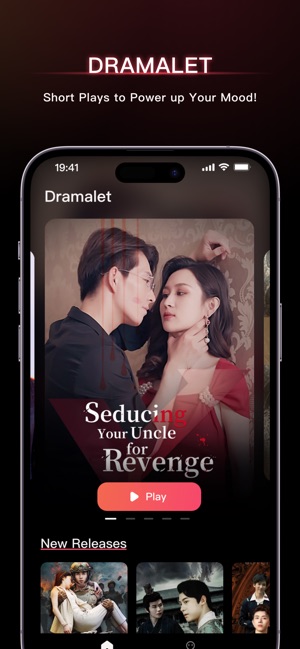 DRAMALET
Short Plays to Power up Your Mood!
19:41
Dramalet
Seducing
Your Uncle
for
Revenge
Play
New Releases